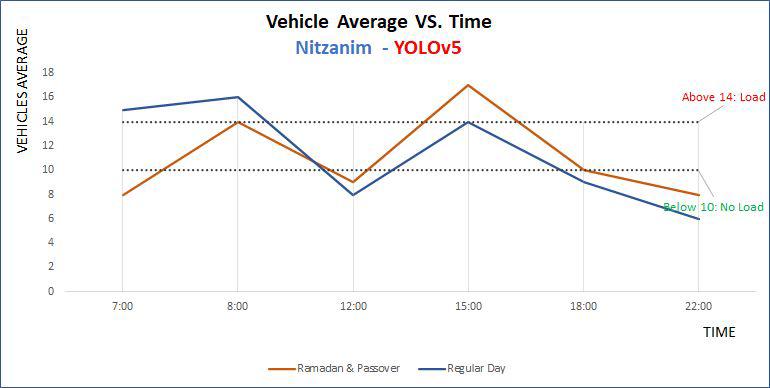 Vehicle Average VS. Time
Nitzanim - YOLOv5
VEHICLES AVERAGE
18
16
14
12
10
8
6
4
2
0
Above 14: Load
Below 10: No Load
7:00 8:00 12:00 15:00 18:00 22:00
TIME
Ramadan & Passover Regular Day